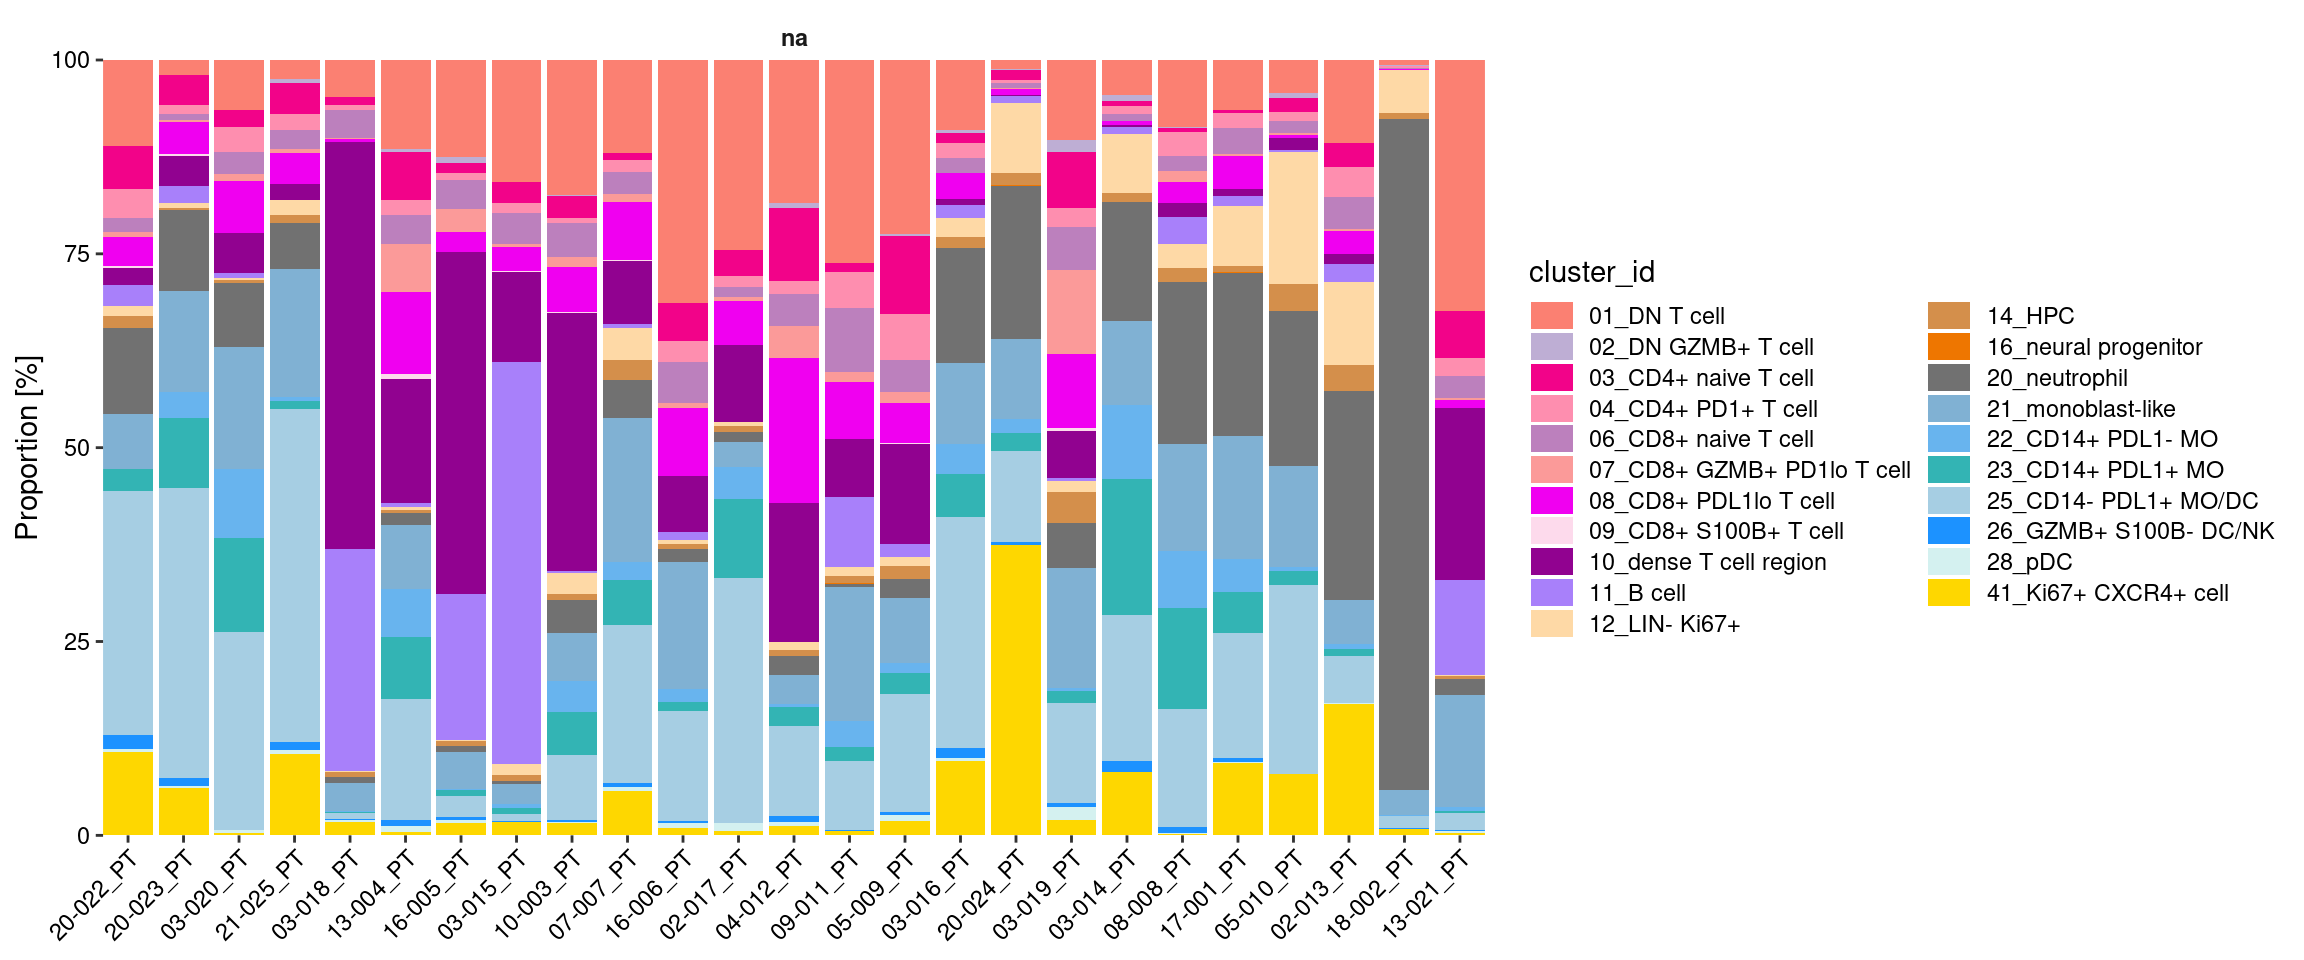 na
Proportion [%]
100
75
50
25
0
20-022_PT
20-023_PT
03-020_PT
21-025_PT
03-018_PT
13-004_PT
16-005_PT
03-015_PT
10-003_PT
07-007_PT
16-006_PT
02-017_PT
04-012_PT
09-011_PT
05-009_PT
03-016_PT
20-024_PT
03-019_PT
03-014_PT
08-008_PT
17-001_PT
05-010_PT
02-013_PT
18-002_PT
13-021_PT
cluster_id
01_DN T cell
02_DN GZMB+ T cell
03_CD4+ naive T cell
04_CD4+ PD1+ T cell
06_CD8+ naive T cell
07_CD8+ GZMB+ PD1lo T cell
08_CD8+ PDL1lo T cell
09_CD8+ S100B+ T cell
10_dense T cell region
11_B cell
12_LIN- Ki67+
14_HPC
16_neural progenitor
20_neutrophil
21_monoblast-like
22_CD14+ PDL1- MO
23_CD14+ PDL1+ MO
25_CD14- PDL1+ MO/DC
26_GZMB+ S100B- DC/NK
28_pDC
41_Ki67+ CXCR4+ cell